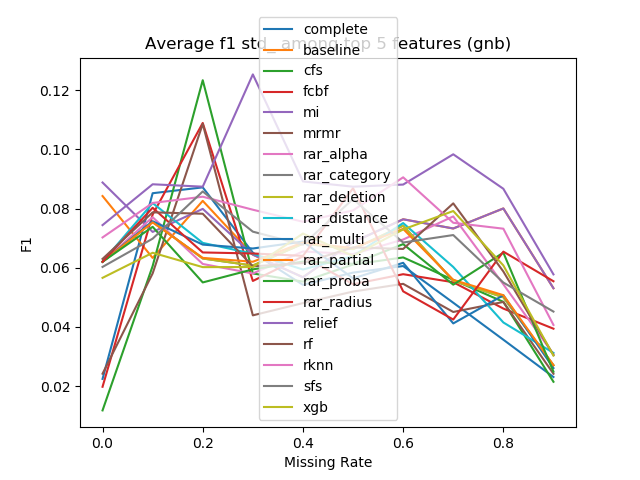 Average f1 std_ among top 5 features (gnb)
F1
0.12
0.10
0.08
0.06
0.04
0.02
0.0
0.2
0.4
0.6
0.8
Missing Rate
complete
baseline
cfs
fcbf
mi
mrmr
rar_alpha
rar_category
rar_deletion
rar_distance
rar_multi
rar_partial
rar_proba
rar_radius
relief
rf
rknn
sfs
xgb